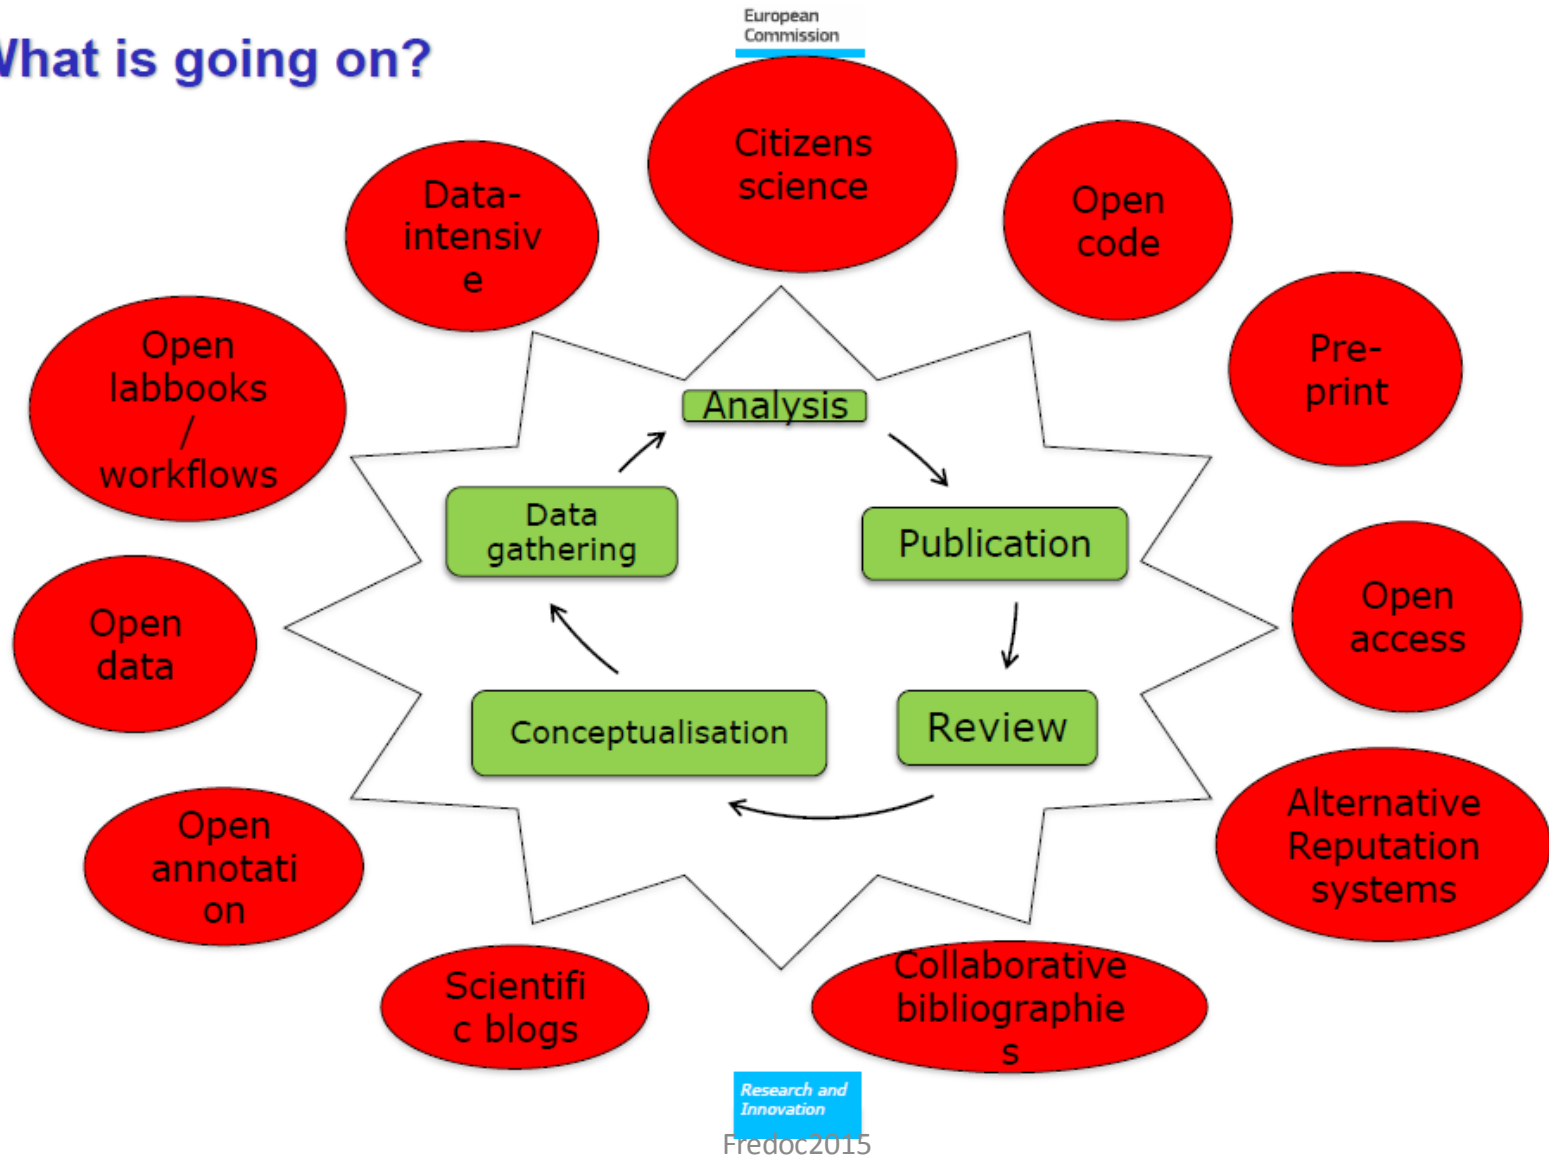 European
Commission
What is going on?
Citizens
science
Data-
intensiv
e
Open
code
Open
labbooks
/
workflows
Pre-
print
Analysis
Data
gathering
Publication
Open
data
Open
access
Conceptualisation
Review
Open
annotati
on
Alternative
Reputation
systems
Scientifi
c blogs
Collaborative
bibliographie
s
Research and
Innovation
Fredoc2015